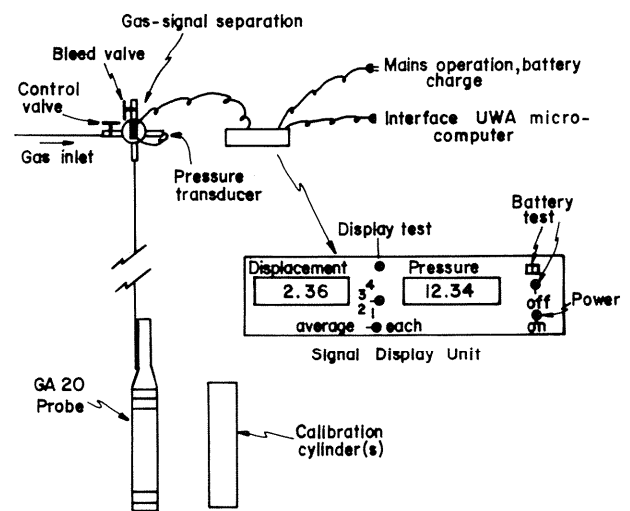 Gas-signal separation
Bleed valve
Control
valve
Gas inlet
Pressure
transducer
Mains operation, battery
charge
Interface UWA micro-
computer
Display test
Battery
test
Displacement
Pressure
2.36
4
3
2
1
12.34
off
Power
on
average
each
Signal Display Unit
GA 20
Probe
Calibration
cylinder(s)